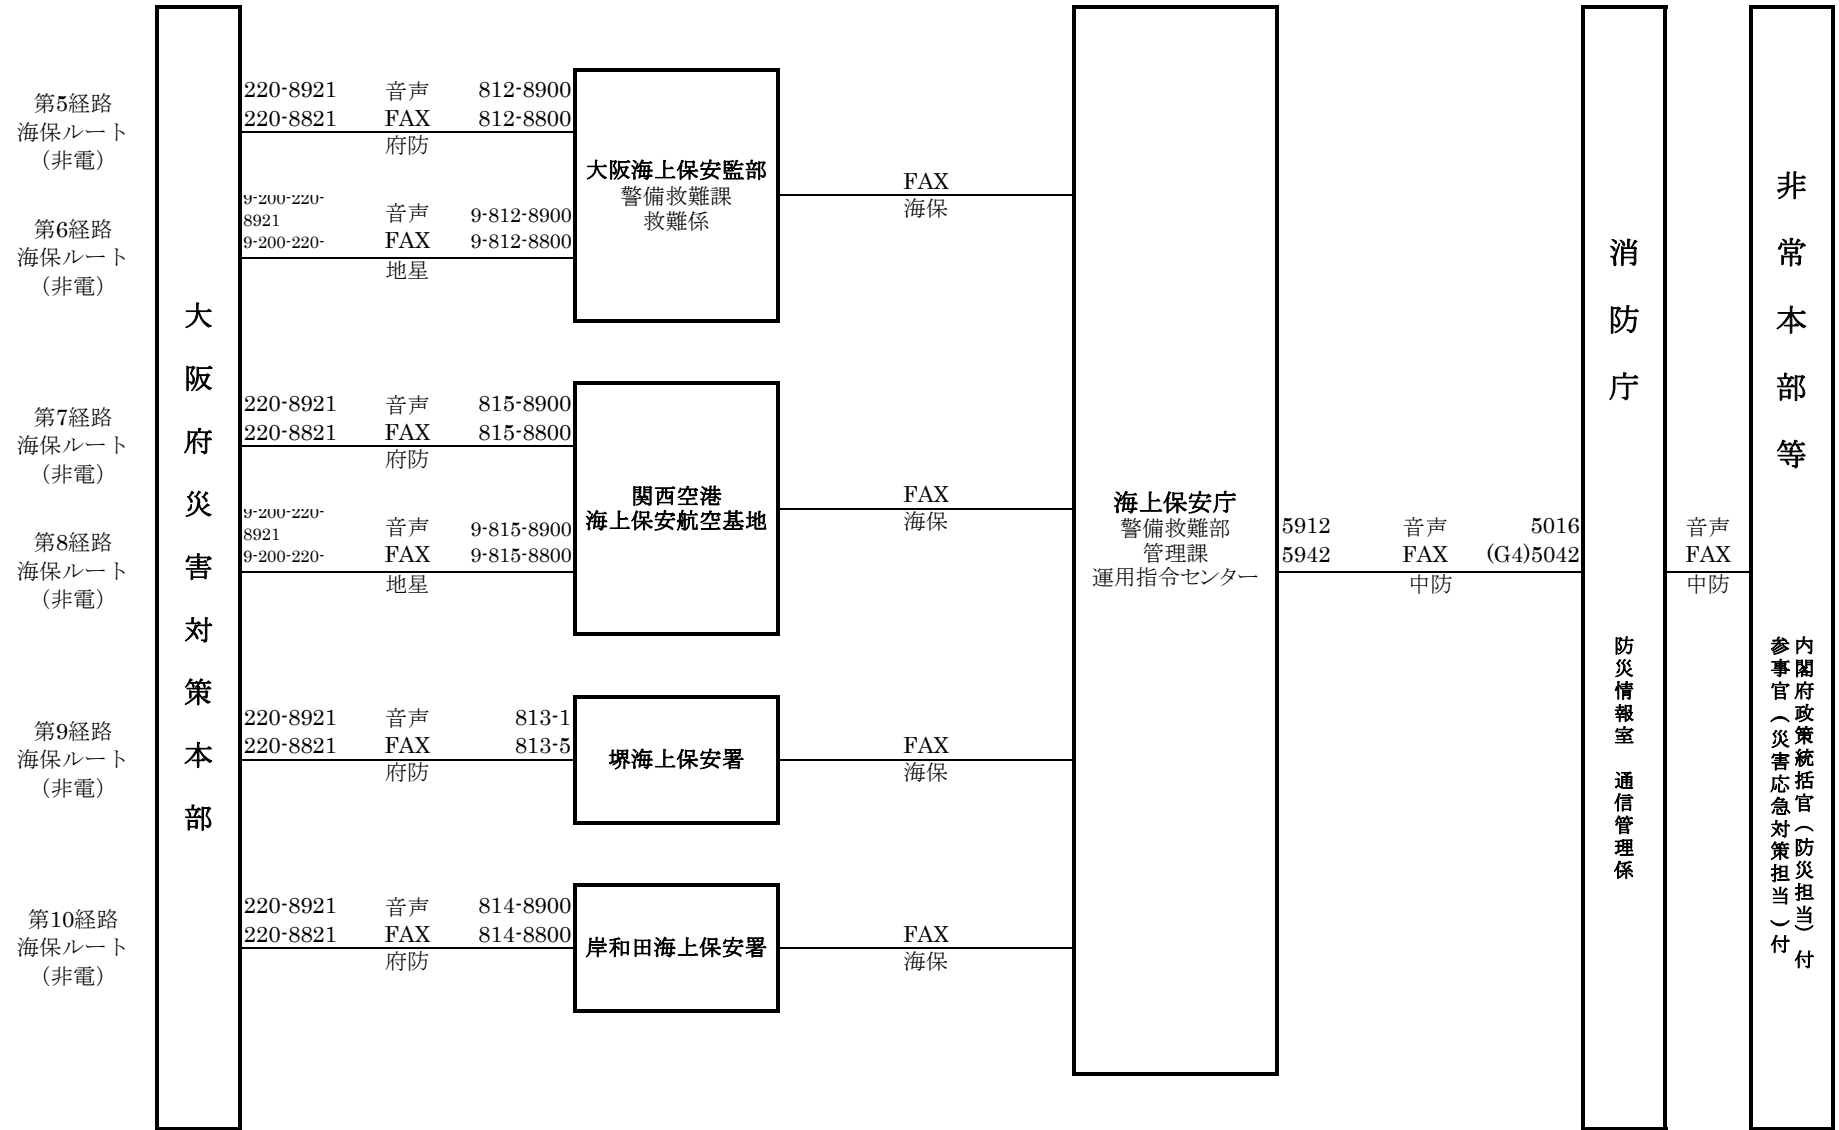 第5経路
海保ルート
(非電)
第6経路
海保ルート
(非電)
第7経路
海保ルート
(非電)
第8経路
海保ルート
(非電)
第9経路
海保ルート
(非電)
第10経路
海保ルート
(非電)
大阪府災害対策本部
220-8921 音声 812-8900
220-8821 FAX 812-8800
府防
9-200-220-
8921 音声 9-812-8900
9-200-220- FAX 9-812-8800
地星
220-8921 音声 815-8900
220-8821 FAX 815-8800
府防
9-200-220-
8921 音声 9-815-8900
9-200-220- FAX 9-815-8800
地星
220-8921 音声 813-1
220-8821 FAX 813-5
府防
220-8921 音声 814-8900
220-8821 FAX 814-8800
府防
大阪海上保安監部
警備救難課
救難係
関西空港
海上保安航空基地
堺海上保安署
岸和田海上保安署
FAX
海保
FAX
海保
FAX
海保
FAX
海保
海上保安庁
警備救難部
管理課
運用指令センター
5912 音声 5016
5942 FAX (G4)5042
中防
消防庁
防災情報室 通信管理係
音声
FAX
中防
非常本部等
内閣府政策統括官(防災担当)付
参事官(災害応急対策担当)付